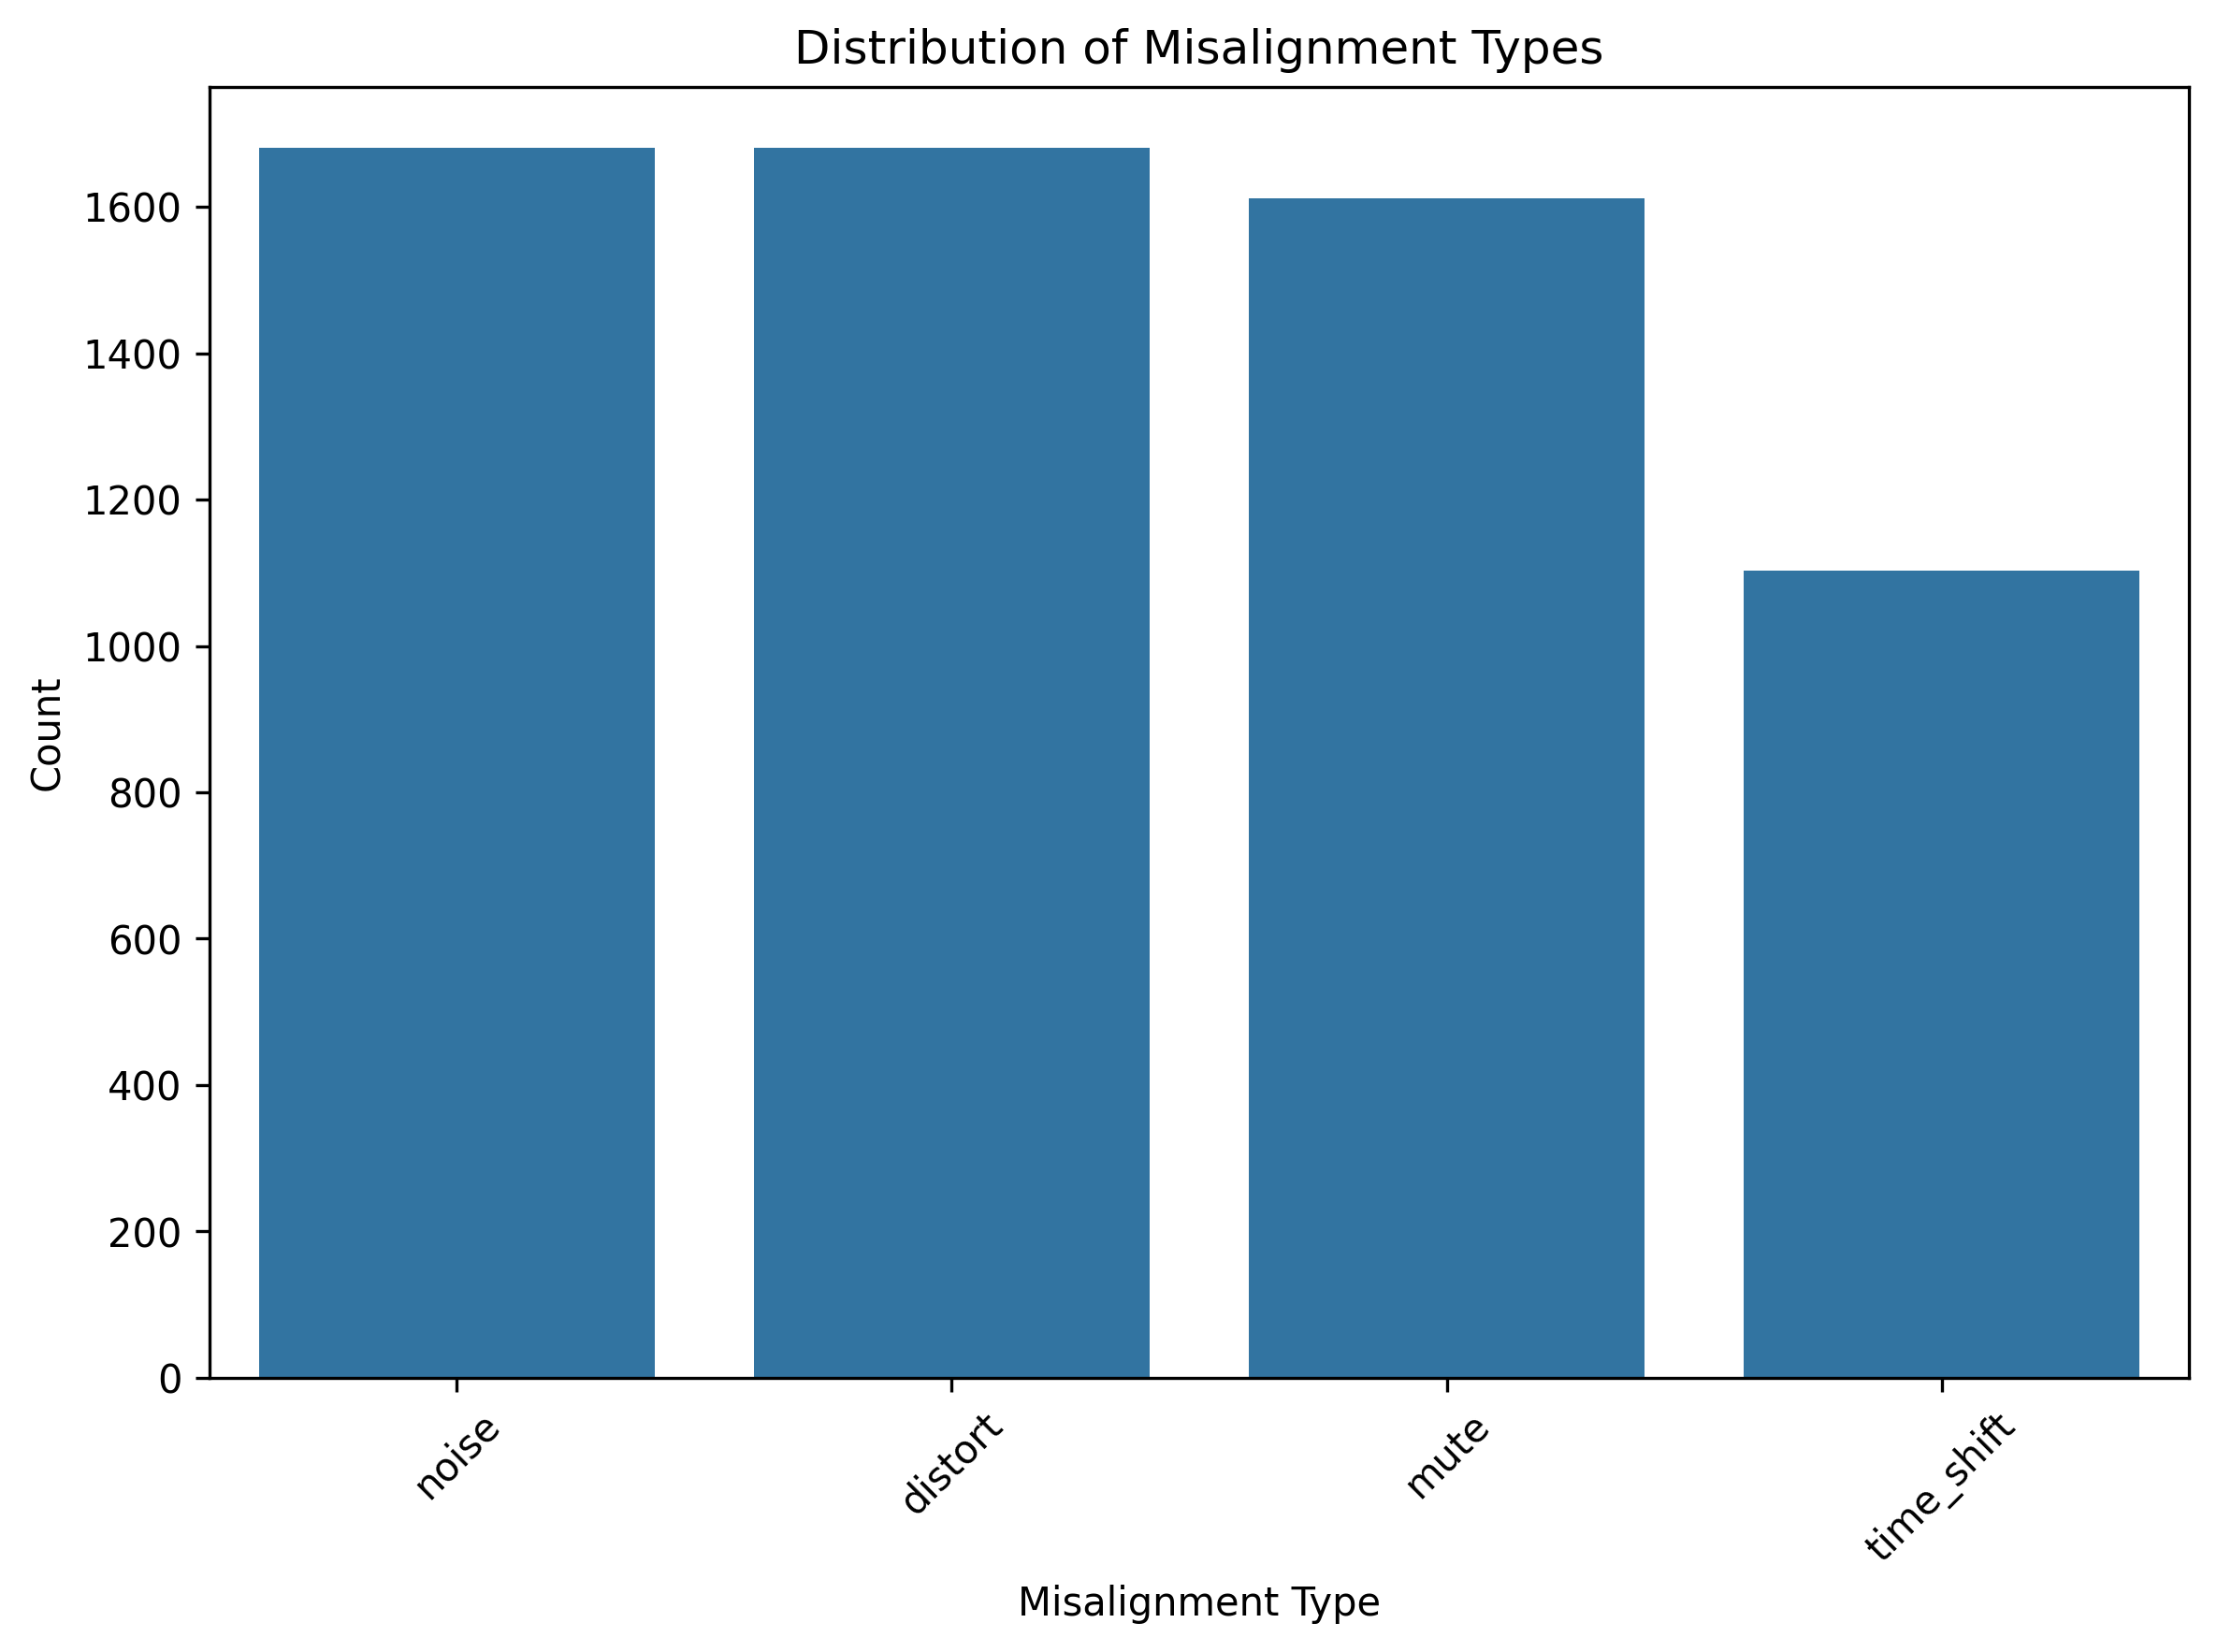 Distribution of Misalignment Types
1600
1400
1200
1000
800
600
400
200
0
Count
noise
distort
mute
time_shift
Misalignment Type